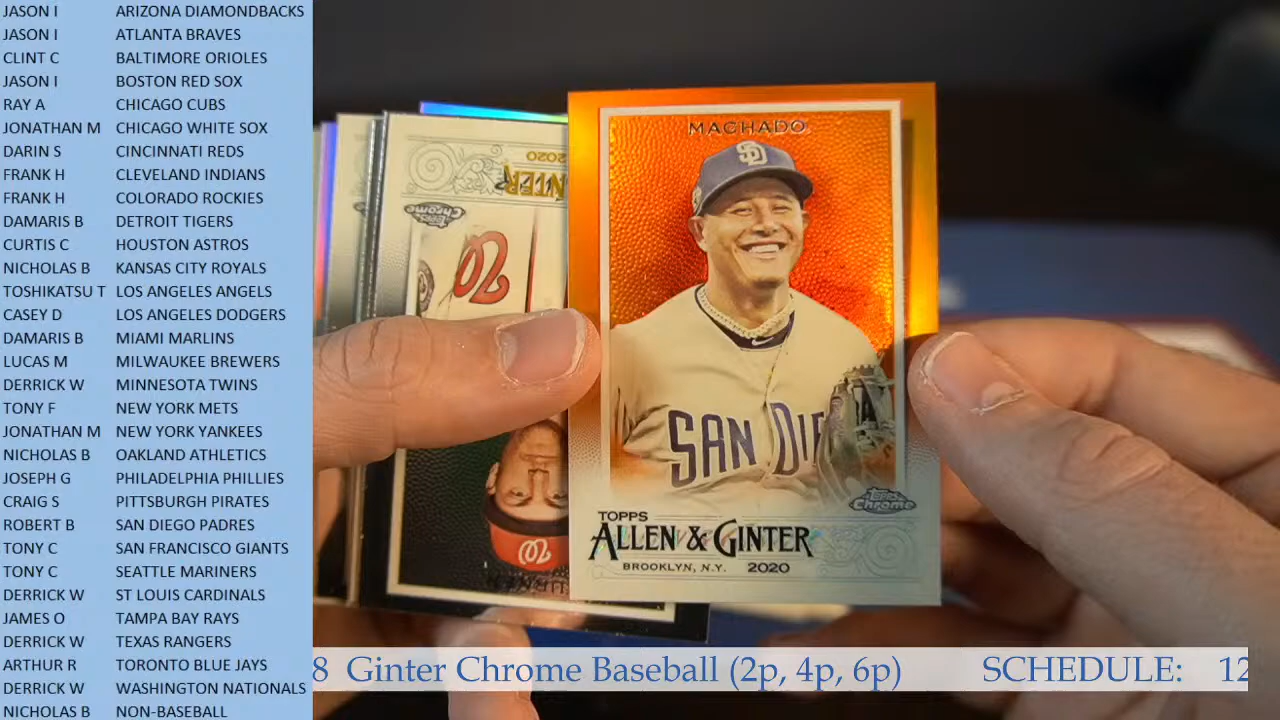 JASON I ARIZONA DIAMONDBACKS
JASON I ATLANTA BRAVES
CLINT C BALTIMORE ORIOLES
JASON I BOSTON RED SOX
RAY A CHICAGO CUBS
JONATHAN M CHICAGO WHITE SOX
DARIN S CINCINNATI REDS
FRANK H CLEVELAND INDIANS
FRANK H COLORADO ROCKIES
DAMARIS B DETROIT TIGERS
CURTIS C HOUSTON ASTROS
NICHOLAS B KANSAS CITY ROYALS
TOSHIKATSU T LOS ANGELES ANGELS
CASEY D LOS ANGELES DODGERS
DAMARIS B MIAMI MARLINS
LUCAS M MILWAUKEE BREWERS
DERRICK W MINNESOTA TWINS
TONY F NEW YORK METS
JONATHAN M NEW YORK YANKEES
NICHOLAS B OAKLAND ATHLETICS
JOSEPH G PHILADELPHIA PHILLIES
CRAIG S PITTSBURGH PIRATES
ROBERT B SAN DIEGO PADRES
TONY C SAN FRANCISCO GIANTS
TONY C SEATTLE MARINERS
DERRICK W ST LOUIS CARDINALS
JAMES O TAMPA BAY RAYS
DERRICK W TEXAS RANGERS
ARTHUR R TORONTO BLUE JAYS
DERRICK W WASHINGTON NATIONALS
NICHOLAS B NON-BASEBALL
2020
Topps Chrome
MACHADO
SD
SAN DIE
Topps Chrome
TOPPS
ALLEN & GINTER
BROOKLYN, N.Y. 2020
8 Ginter Chrome Baseball (2p, 4p, 6p) SCHEDULE: 12